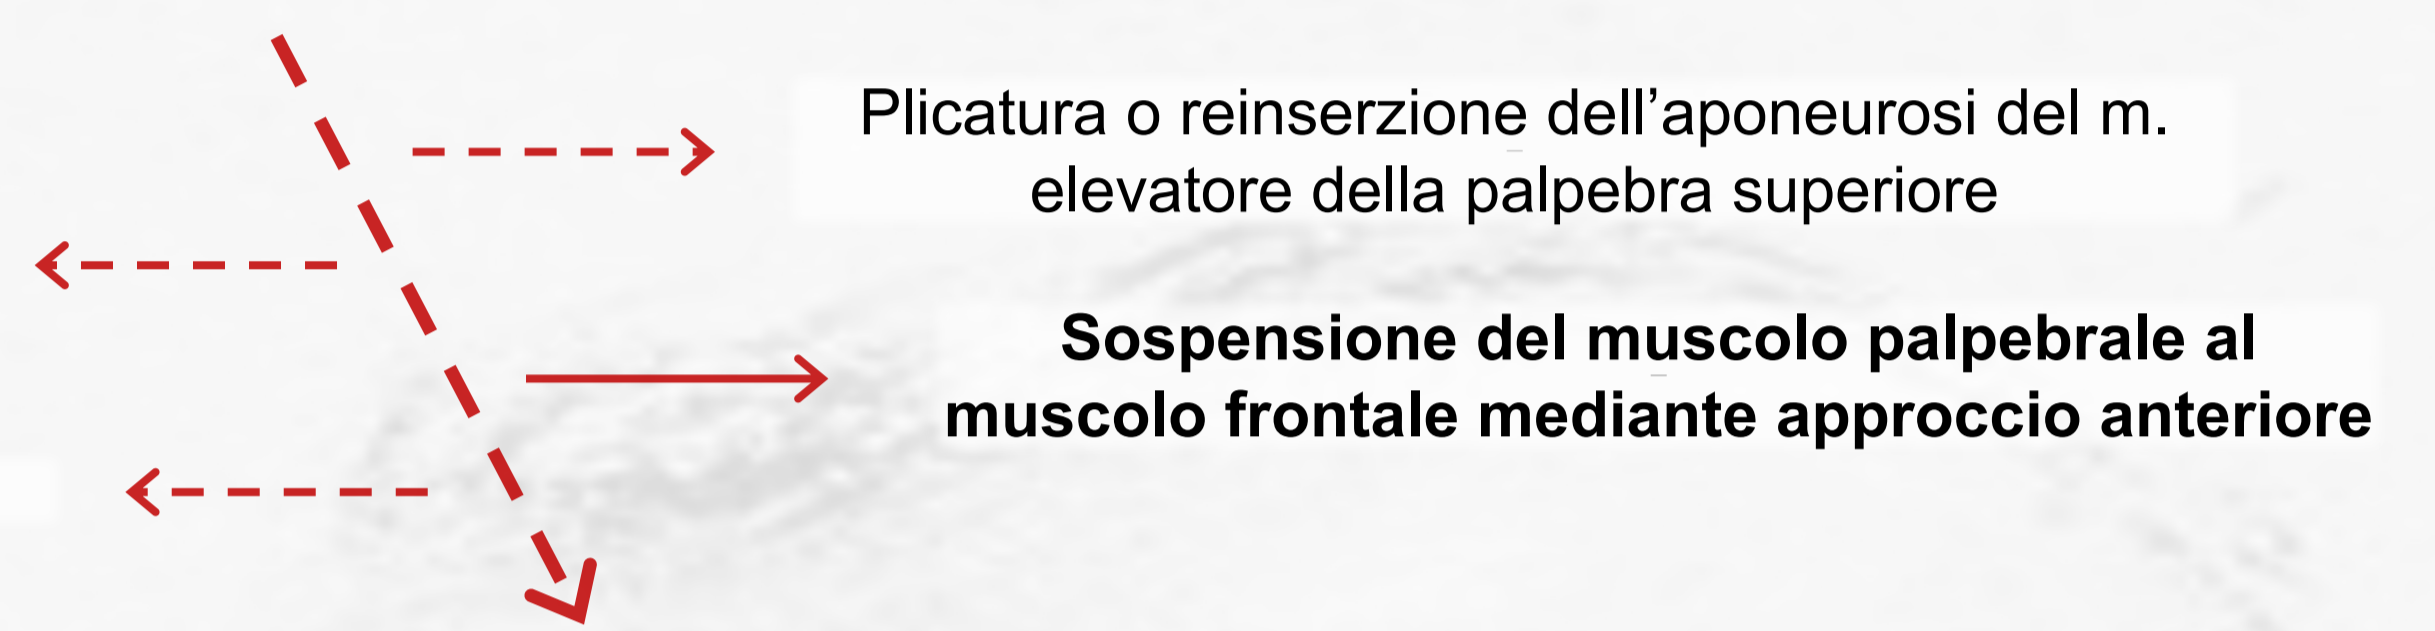 Plicatura o reinserzione dell’aponeurosi del m.
elevatore della palpebra superiore
Sospensione del muscolo palpebrale al
muscolo frontale mediante approccio anteriore